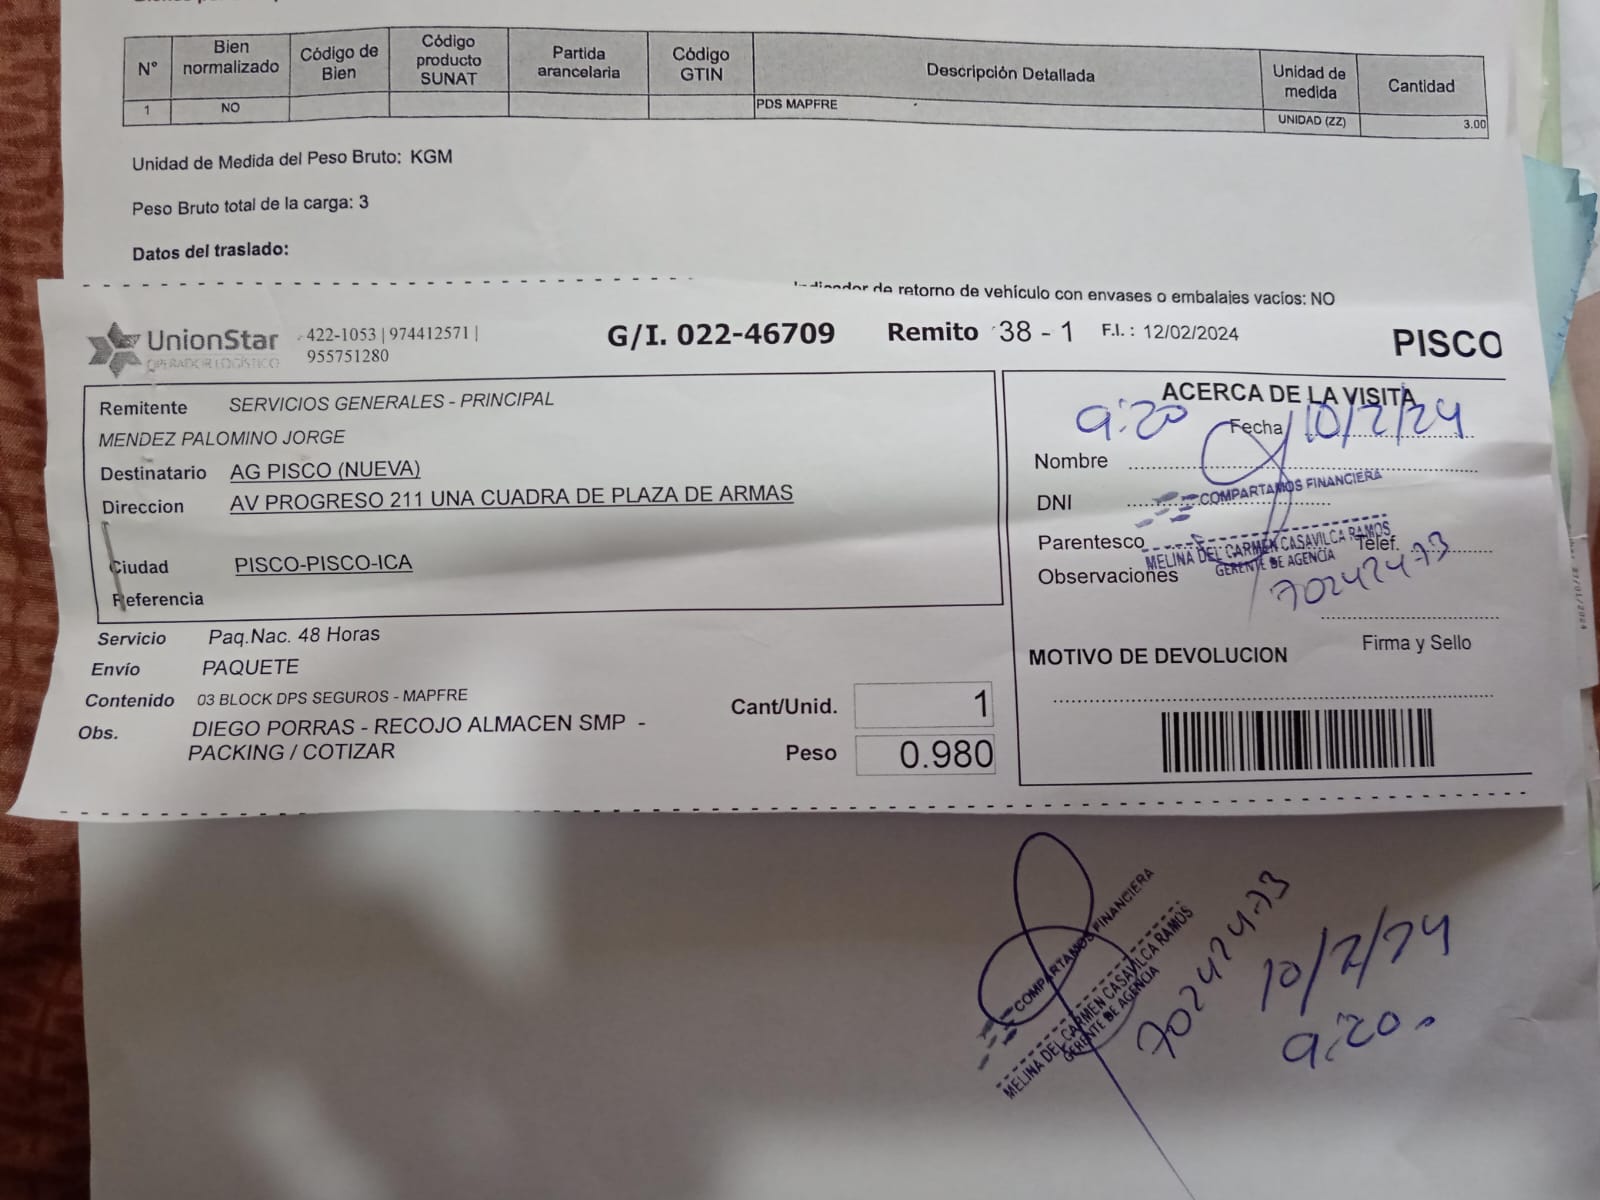 N°
Bien normalizado
Código de Bien
Código producto SUNAT
Partida arancelaria
Código GTIN
Descripción Detallada
Unidad de medida
Cantidad
1
NO
PDS MAPFRE
UNIDAD (ZZ)
3.00
Unidad de Medida del Peso Bruto: KGM
Peso Bruto total de la carga: 3
Datos del traslado:
Indicador de retorno de vehículo con envases o embalajes vacíos: NO
UnionStar
OPERADOR LOGÍSTICO
422-1053 | 974412571 |
955751280
G/I. 022-46709
Remito 38 - 1
F.I. : 12/02/2024
PISCO
Remitente SERVICIOS GENERALES - PRINCIPAL
MENDEZ PALOMINO JORGE
Destinatario AG PISCO (NUEVA)
Direccion AV PROGRESO 211 UNA CUADRA DE PLAZA DE ARMAS
Ciudad PISCO-PISCO-ICA
Referencia
Servicio Paq.Nac. 48 Horas
Envío PAQUETE
Contenido 03 BLOCK DPS SEGUROS - MAPFRE
Obs. DIEGO PORRAS - RECOJO ALMACEN SMP -
PACKING / COTIZAR
Cant/Unid. 1
Peso 0.980
ACERCA DE LA VISITA
9:20 Fecha 10/2/24
Nombre
DNI
COMPARTAMOS FINANCIERA
Parentesco
Telef.
MELINA DEL CARMEN CASAVILCA RAMOS
GERENTE DE AGENCIA
Observaciones
70242473
Firma y Sello
MOTIVO DE DEVOLUCION
COMPARTAMOS FINANCIERA
MELINA DEL CARMEN CASAVILCA RAMOS
GERENTE DE AGENCIA
70242473
10/2/24
9:20